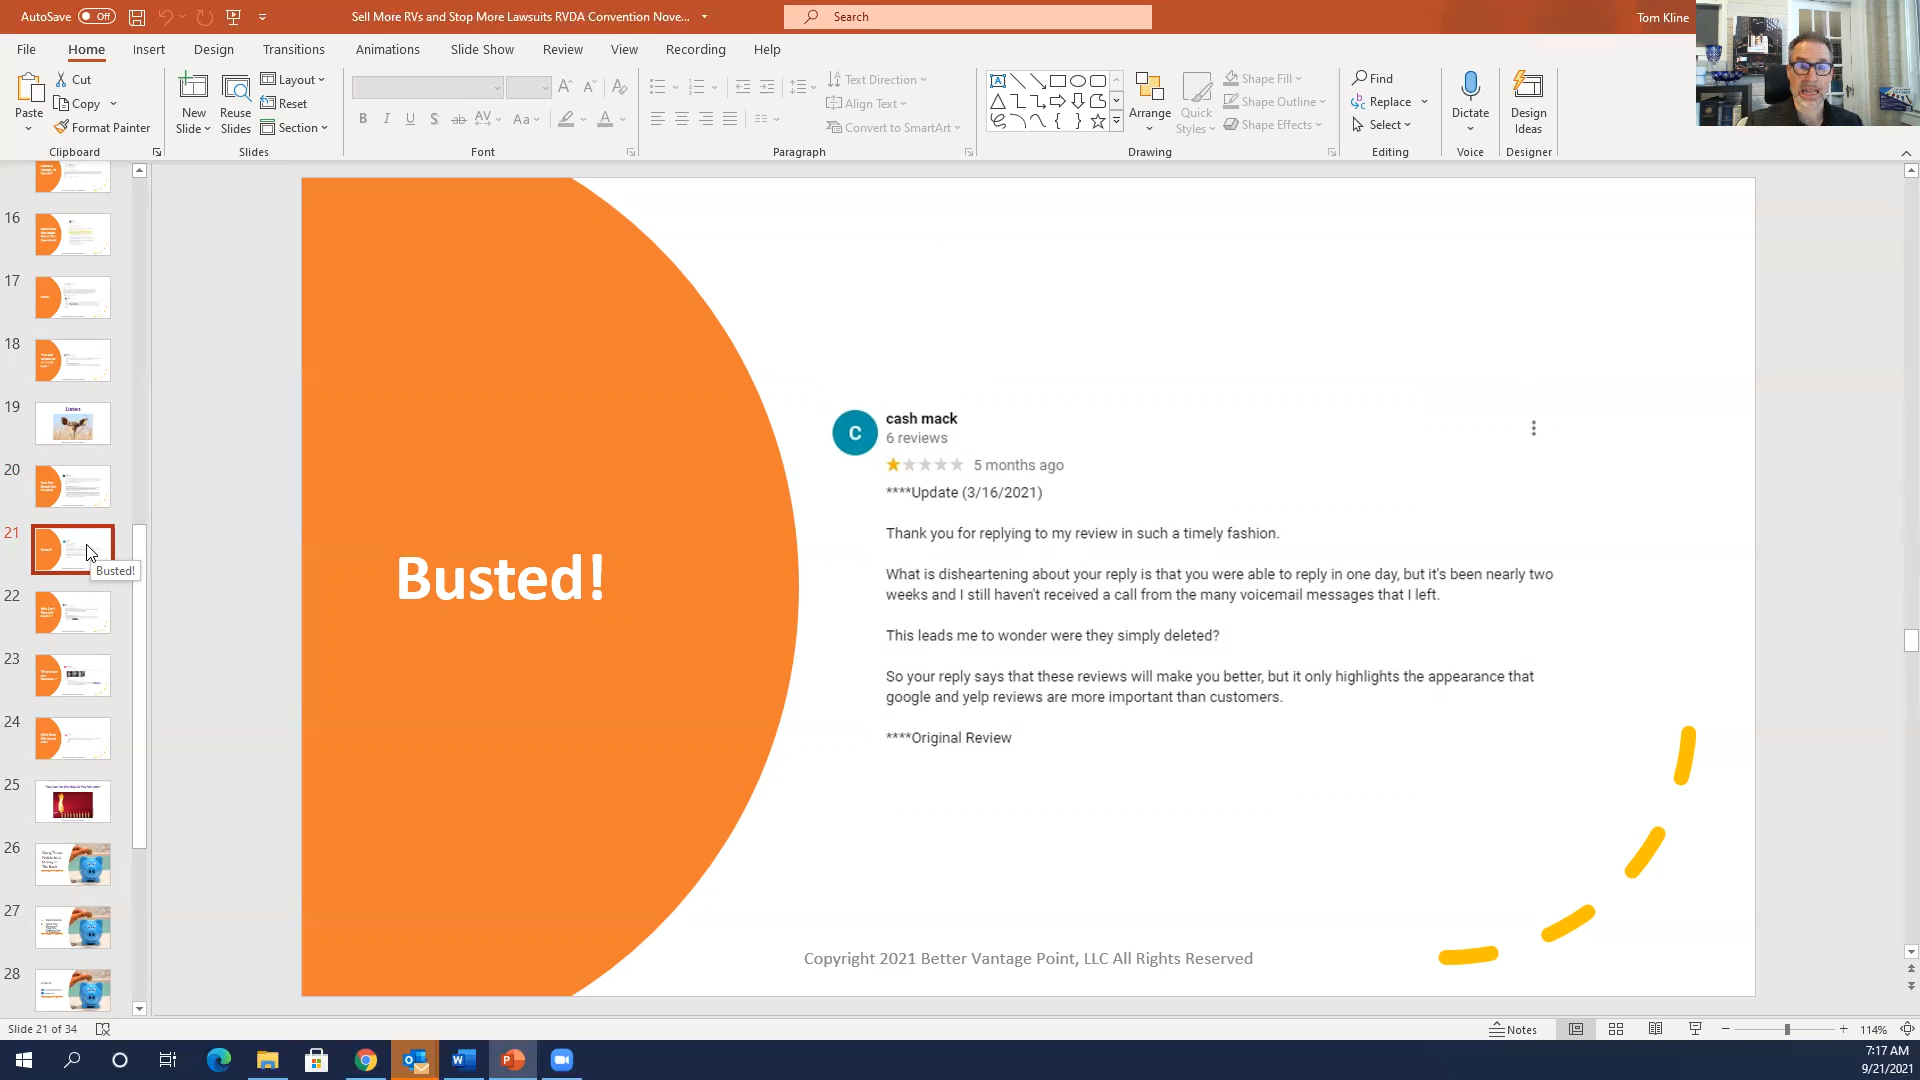 AutoSave Off
Sell More RVs and Stop More Lawsuits RVDA Convention Nove...
Search
Tom Kline
File Home Insert Design Transitions Animations Slide Show Review View Recording Help
Paste
Cut
Copy
Format Painter
Clipboard
New Slide
Reuse Slides
Layout
Reset
Section
Slides
B I U S ab AV Aa A
Font
Text Direction
Align Text
Convert to SmartArt
Paragraph
Arrange
Quick Styles
Shape Fill
Shape Outline
Shape Effects
Drawing
Find
Replace
Select
Editing
Dictate
Voice
Design Ideas
Designer
16
17
18
19
Listen
20
21
Busted!
22
23
24
25
26
27
28
Busted!
C
cash mack
6 reviews
5 months ago
****Update (3/16/2021)
Thank you for replying to my review in such a timely fashion.
What is disheartening about your reply is that you were able to reply in one day, but it's been nearly two
weeks and I still haven't received a call from the many voicemail messages that I left.
This leads me to wonder were they simply deleted?
So your reply says that these reviews will make you better, but it only highlights the appearance that
google and yelp reviews are more important than customers.
****Original Review
Copyright 2021 Better Vantage Point, LLC All Rights Reserved
Slide 21 of 34
Notes
114%
7:17 AM
9/21/2021